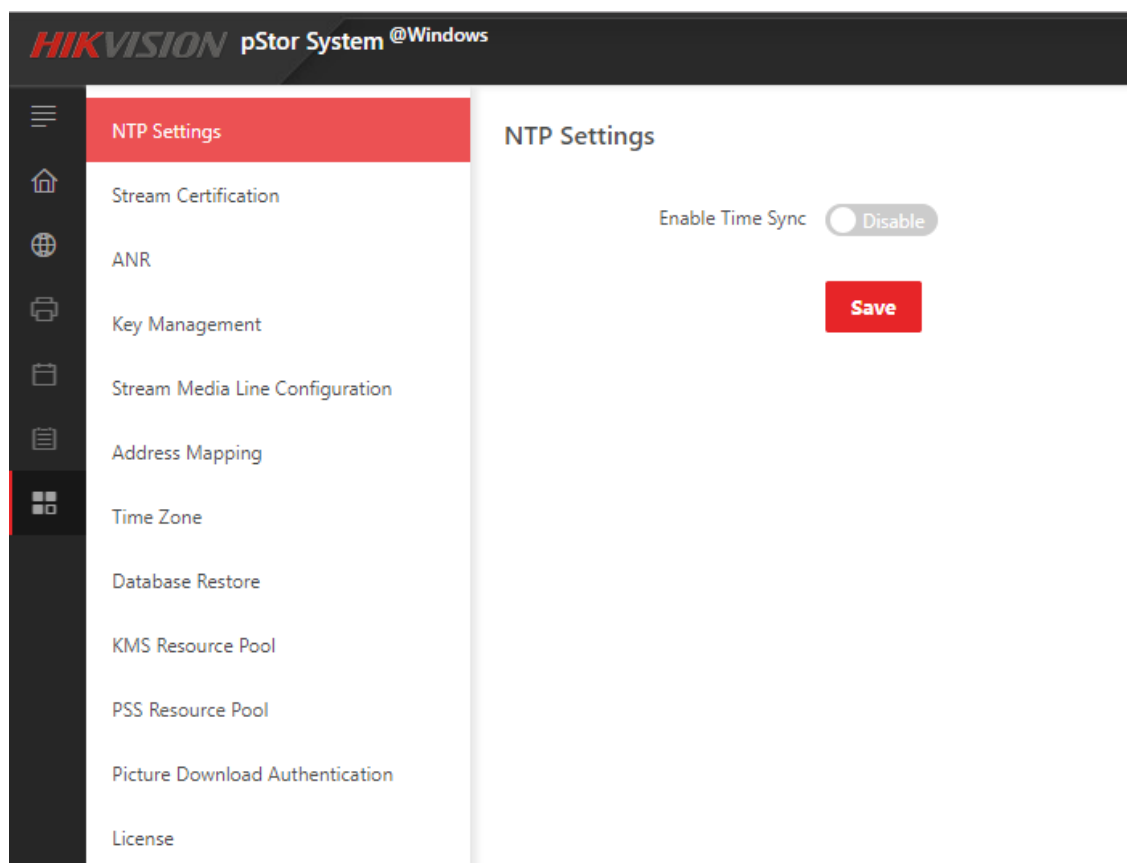 HIKVISION pStor System @Windows
NTP Settings
Stream Certification
ANR
Key Management
Stream Media Line Configuration
Address Mapping
Time Zone
Database Restore
KMS Resource Pool
PSS Resource Pool
Picture Download Authentication
License
NTP Settings
Enable Time Sync Disable
Save